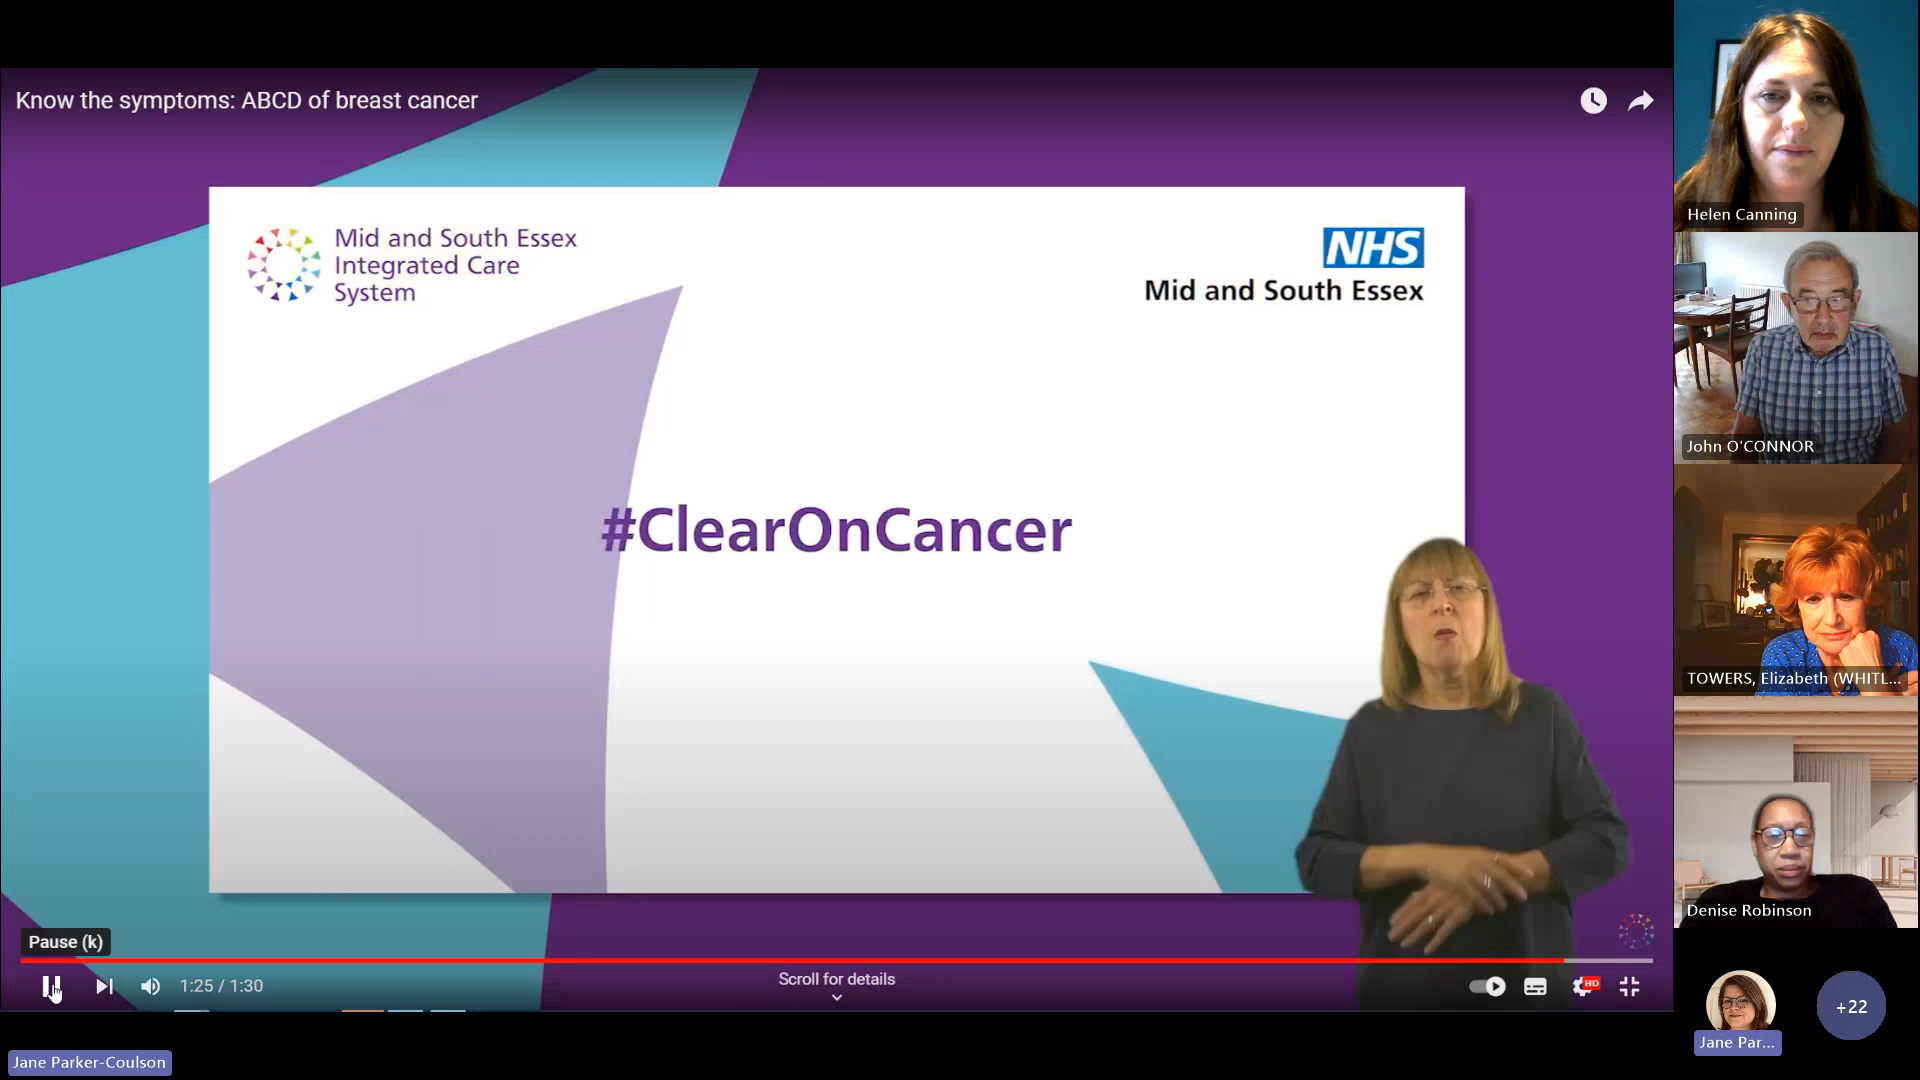 Know the symptoms: ABCD of breast cancer
Mid and South Essex
Integrated Care
System
NHS
Mid and South Essex
#ClearOnCancer
Pause (k)
1:25 / 1:30
Scroll for details
HD
Jane Parker-Coulson
Helen Canning
John O'CONNOR
TOWERS, Elizabeth (WHITL...
Denise Robinson
Jane Par...
+22